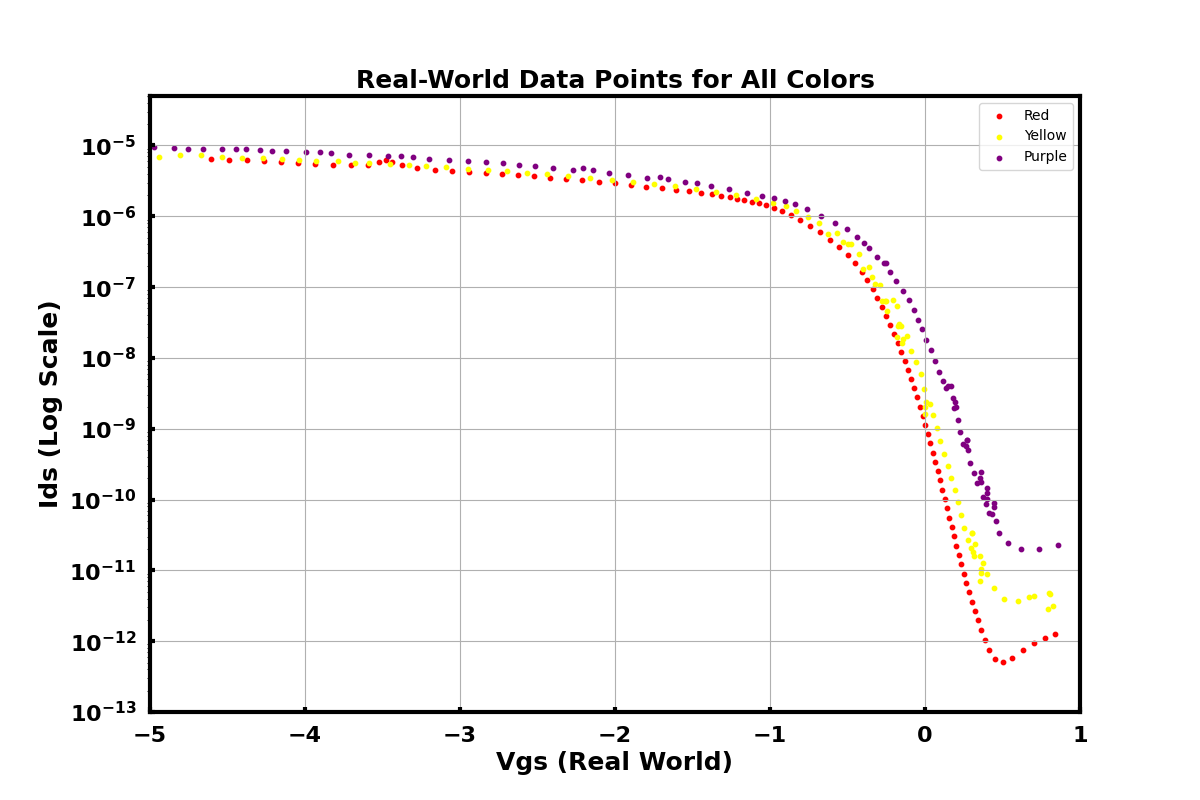 Real-World Data Points for All Colors
Red
Yellow
Purple
Ids (Log Scale)
10⁻⁵
10⁻⁶
10⁻⁷
10⁻⁸
10⁻⁹
10⁻¹⁰
10⁻¹¹
10⁻¹²
10⁻¹³
−5 −4 −3 −2 −1 0 1
Vgs (Real World)